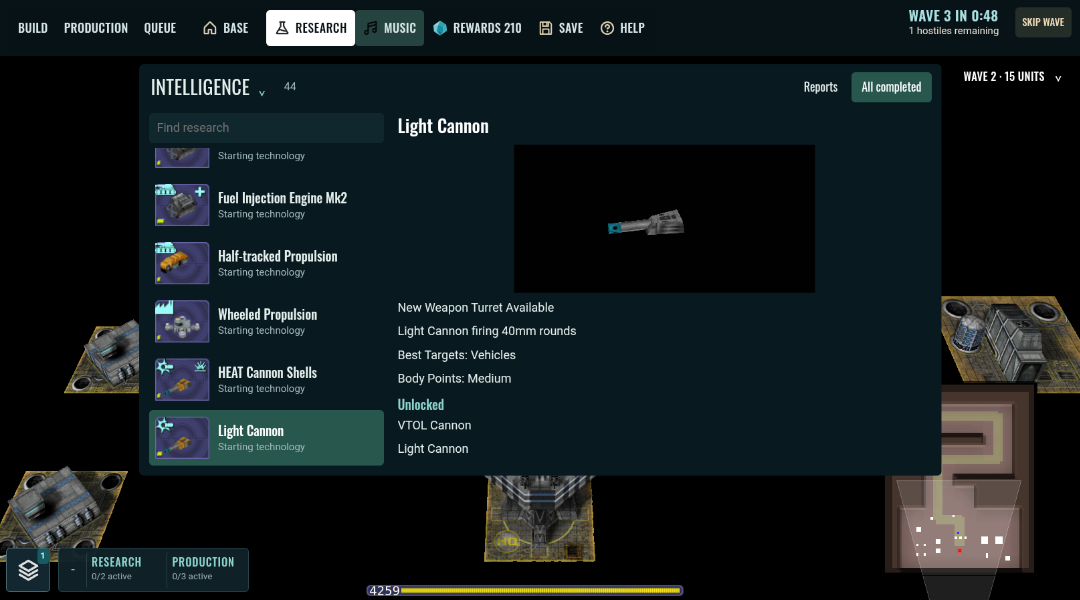 BUILD PRODUCTION QUEUE BASE RESEARCH MUSIC REWARDS 210 SAVE HELP
WAVE 3 IN 0:48
1 hostiles remaining
SKIP WAVE
WAVE 2 · 15 UNITS
INTELLIGENCE 44
Reports
All completed
Find research
Starting technology
Fuel Injection Engine Mk2
Starting technology
Half-tracked Propulsion
Starting technology
Wheeled Propulsion
Starting technology
HEAT Cannon Shells
Starting technology
Light Cannon
Starting technology
Light Cannon
New Weapon Turret Available
Light Cannon firing 40mm rounds
Best Targets: Vehicles
Body Points: Medium
Unlocked
VTOL Cannon
Light Cannon
HQ
1
-
RESEARCH
0/2 active
PRODUCTION
0/3 active
4259